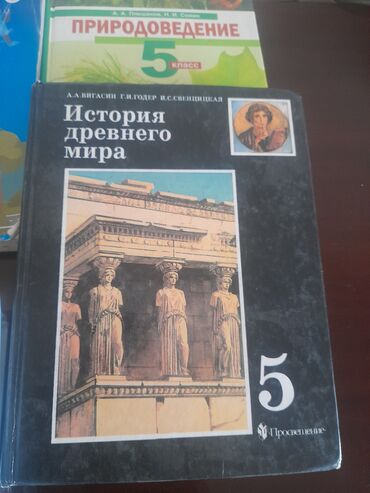 А. А. Плешаков, Н. И. Сонин
ПРИРОДОВЕДЕНИЕ
5 класс
А.А.ВИГАСИН Г.И.ГОДЕР И.С.СВЕНЦИЦКАЯ
История
древнего
мира
5
«Просвещение»